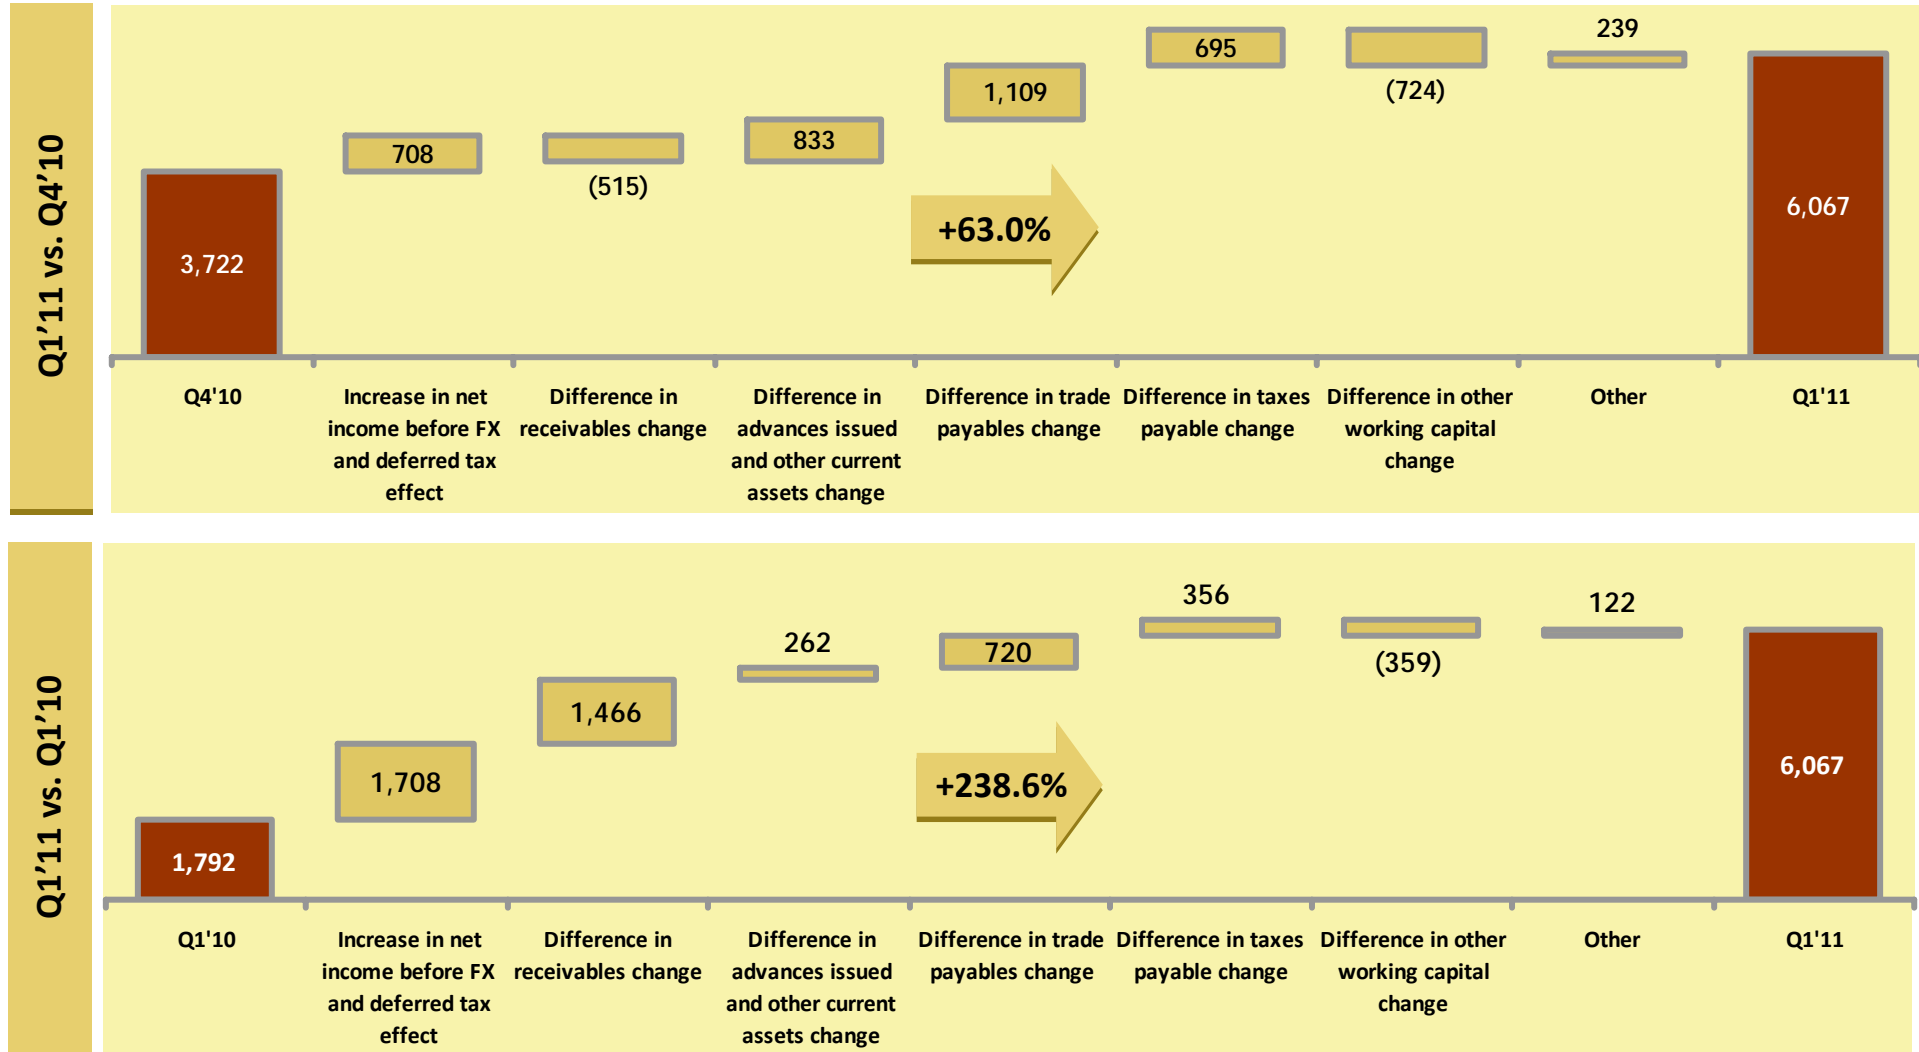 Q1’11 vs. Q4’10
3,722
708
(515)
833
1,109
695
(724)
239
6,067
+63.0%
Q4'10
Increase in net
income before FX
and deferred tax
effect
Difference in
receivables change
Difference in
advances issued
and other current
assets change
Difference in trade
payables change
Difference in taxes
payable change
Difference in other
working capital
change
Other
Q1'11
Q1’11 vs. Q1’10
1,792
1,708
1,466
262
720
356
(359)
122
6,067
+238.6%
Q1'10
Increase in net
income before FX
and deferred tax
effect
Difference in
receivables change
Difference in
advances issued
and other current
assets change
Difference in trade
payables change
Difference in taxes
payable change
Difference in other
working capital
change
Other
Q1'11